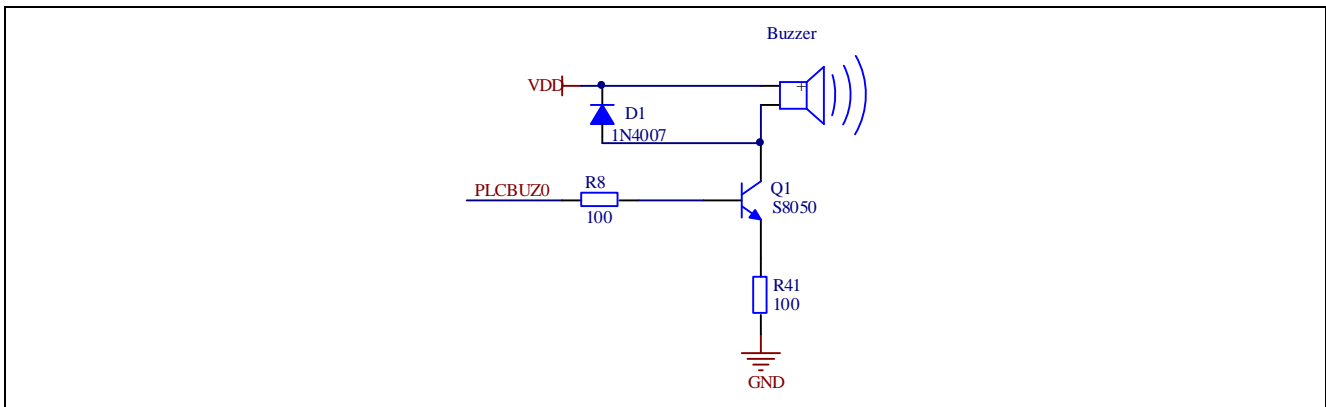 Buzzer
VDD
+
D1
1N4007
PLCBUZ0
R8
100
Q1
S8050
R41
100
GND